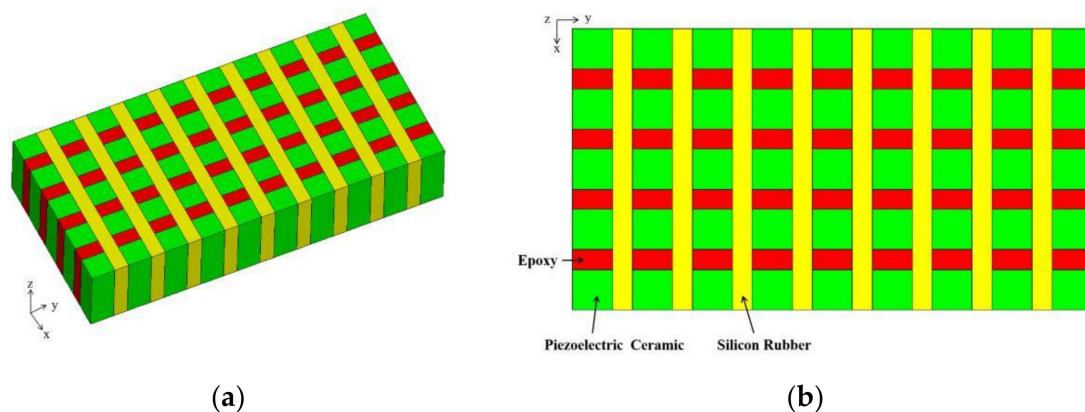 z
y
x
z
y
x
Epoxy
Piezoelectric Ceramic
Silicon Rubber
(a)
(b)